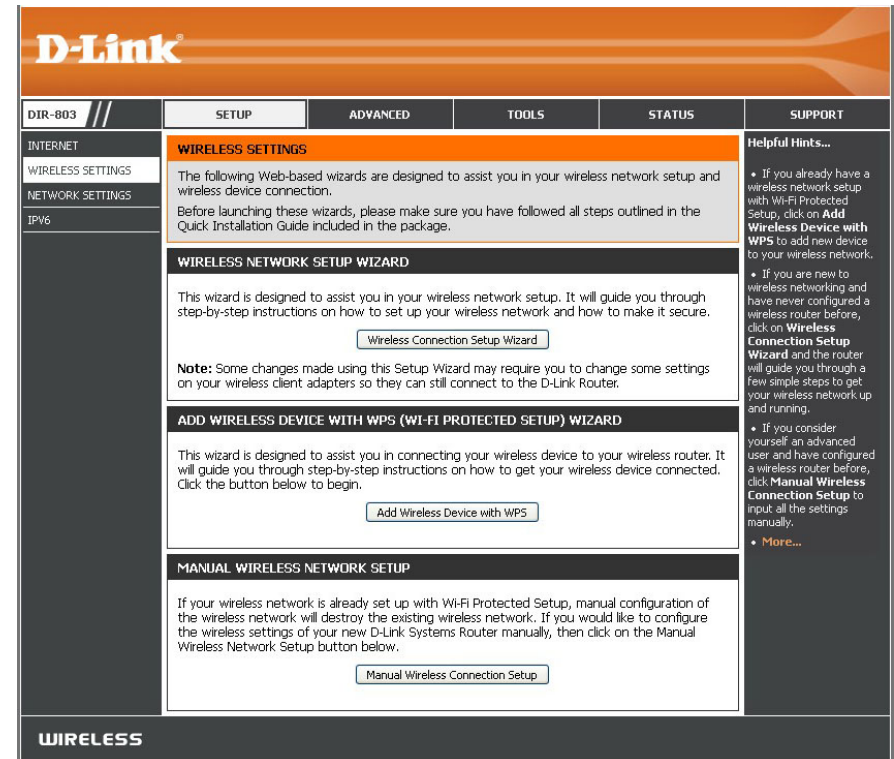 D-Link®
DIR-803
SETUP
ADVANCED
TOOLS
STATUS
SUPPORT
INTERNET
WIRELESS SETTINGS
NETWORK SETTINGS
IPV6
WIRELESS SETTINGS
The following Web-based wizards are designed to assist you in your wireless network setup and
wireless device connection.
Before launching these wizards, please make sure you have followed all steps outlined in the
Quick Installation Guide included in the package.
WIRELESS NETWORK SETUP WIZARD
This wizard is designed to assist you in your wireless network setup. It will guide you through
step-by-step instructions on how to set up your wireless network and how to make it secure.
Wireless Connection Setup Wizard
Note: Some changes made using this Setup Wizard may require you to change some settings
on your wireless client adapters so they can still connect to the D-Link Router.
ADD WIRELESS DEVICE WITH WPS (WI-FI PROTECTED SETUP) WIZARD
This wizard is designed to assist you in connecting your wireless device to your wireless router. It
will guide you through step-by-step instructions on how to get your wireless device connected.
Click the button below to begin.
Add Wireless Device with WPS
MANUAL WIRELESS NETWORK SETUP
If your wireless network is already set up with Wi-Fi Protected Setup, manual configuration of
the wireless network will destroy the existing wireless network. If you would like to configure
the wireless settings of your new D-Link Systems Router manually, then click on the Manual
Wireless Network Setup button below.
Manual Wireless Connection Setup
Helpful Hints...
• If you already have a
wireless network setup
with Wi-Fi Protected
Setup, click on Add
Wireless Device with
WPS to add new device
to your wireless network.
• If you are new to
wireless networking and
have never configured a
wireless router before,
click on Wireless
Connection Setup
Wizard and the router
will guide you through a
few simple steps to get
your wireless network up
and running.
• If you consider
yourself an advanced
user and have configured
a wireless router before,
click Manual Wireless
Connection Setup to
input all the settings
manually.
• More...
WIRELESS